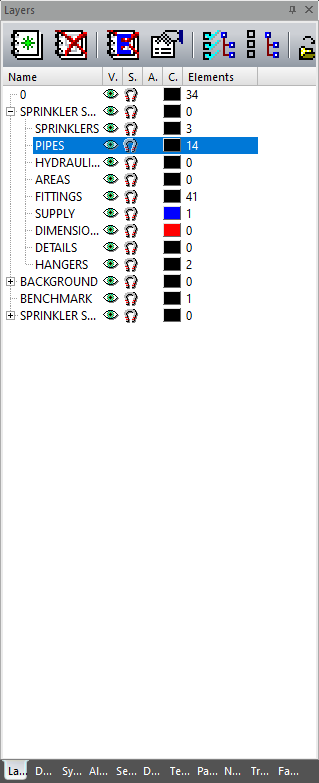 Layers
Name V. S. A. C. Elements
0 34
SPRINKLER S... 0
SPRINKLERS 3
PIPES 14
HYDRAULI... 0
AREAS 0
FITTINGS 41
SUPPLY 1
DIMENSIO... 0
DETAILS 0
HANGERS 2
BACKGROUND 0
BENCHMARK 1
SPRINKLER S... 0
La... D... Sy... Al... Se... D... Te... Pa... N... Tr... Fa...